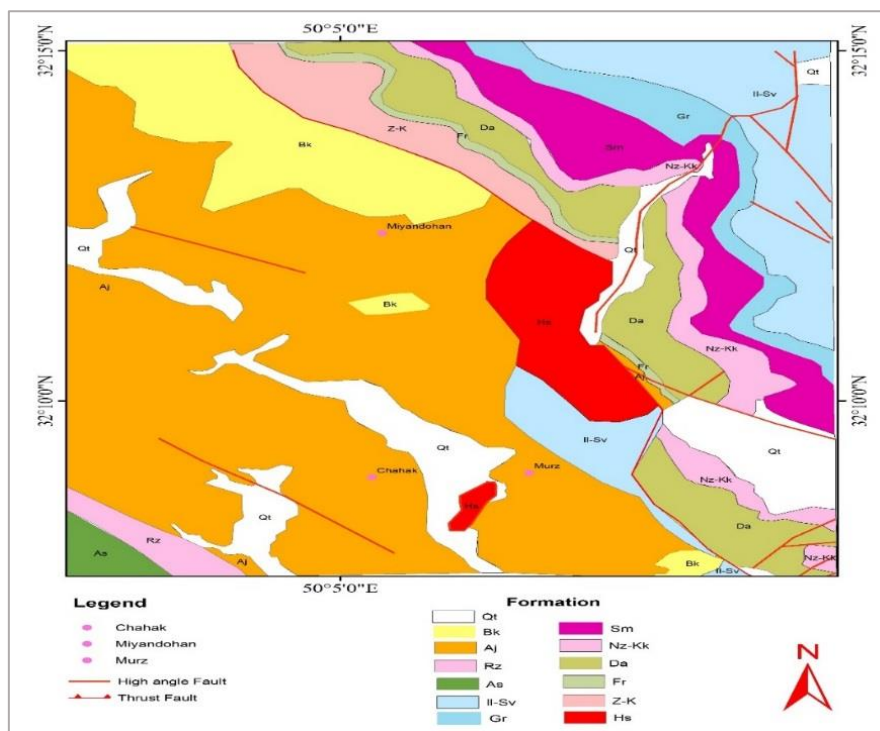 50°5'0"E
32°15'0"N
32°15'0"N
Qt
Il-Sv
Gr
Da
Z-K
Fr
Sm
Bk
Nz-Kk
Miyandohan
Qt
Qt
Aj
Hs
Da
Bk
Nz-Kk
Fr
Aj
32°10'0"N
32°10'0"N
Il-Sv
Qt
Qt
Chahak
Murz
Nz-Kk
Hs
Qt
Da
As
Rz
Aj
Bk
Nz-Kk
Il-Sv
50°5'0"E
Legend
Chahak
Miyandohan
Murz
High angle Fault
Thrust Fault
Formation
Qt
Bk
Aj
Rz
As
Il-Sv
Gr
Sm
Nz-Kk
Da
Fr
Z-K
Hs
N